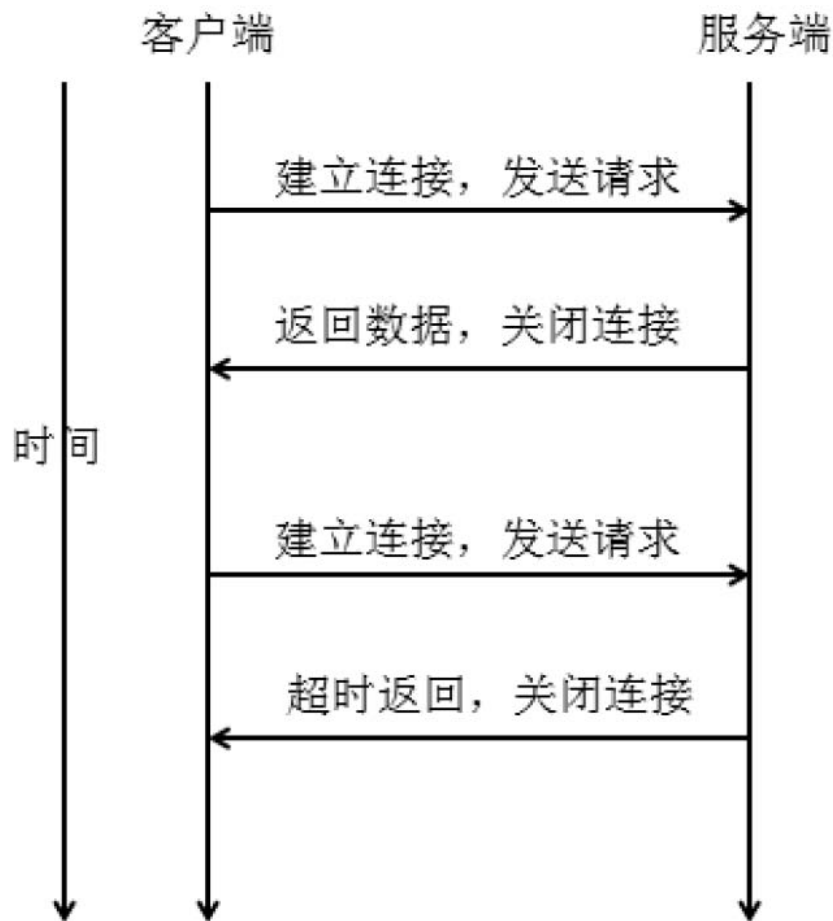 客户端
服务端
建立连接，发送请求
返回数据，关闭连接
时间
建立连接，发送请求
超时返回，关闭连接